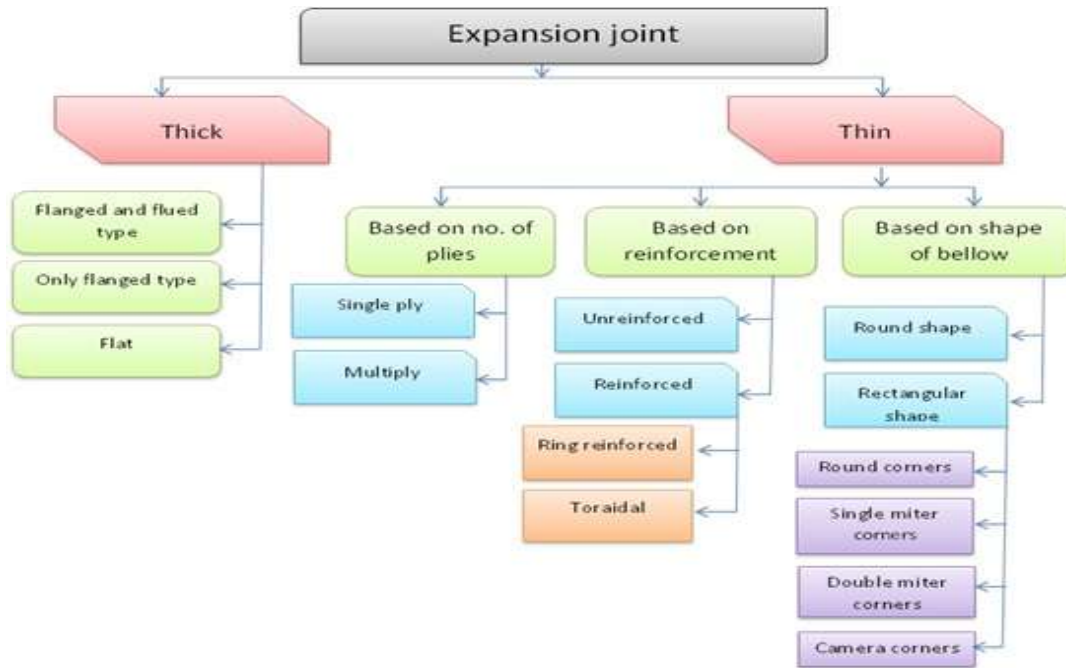 Expansion joint
Thick
Thin
Flanged and flued
type
Only flanged type
Flat
Based on no. of
plies
Single ply
Multiply
Based on
reinforcement
Unreinforced
Reinforced
Ring reinforced
Toraidal
Based on shape
of bellow
Round shape
Rectangular
shape
Round corners
Single miter
corners
Double miter
corners
Camera corners